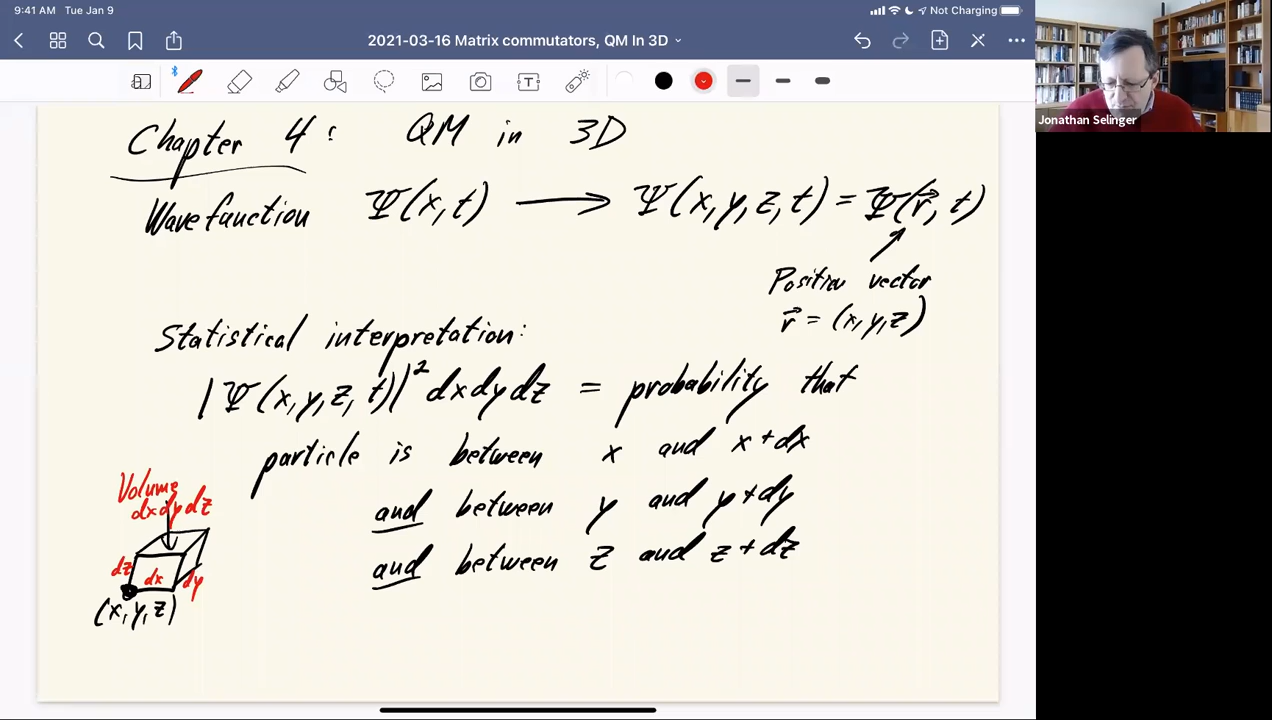 9:41 AM Tue Jan 9
Not Charging
2021-03-16 Matrix commutators, QM In 3D
Jonathan Selinger
Chapter 4: QM in 3D
Wavefunction Ψ(x,t) ⟶ Ψ(x,y,z,t) = Ψ(r⃗, t)
Position vector
r⃗ = (x,y,z)
Statistical interpretation:
|Ψ(x,y,z,t)|² dxdydz = probability that
particle is between x and x+dx
and between y and y+dy
and between z and z+dz
Volume
dxdydz
dz
dx
dy
(x,y,z)